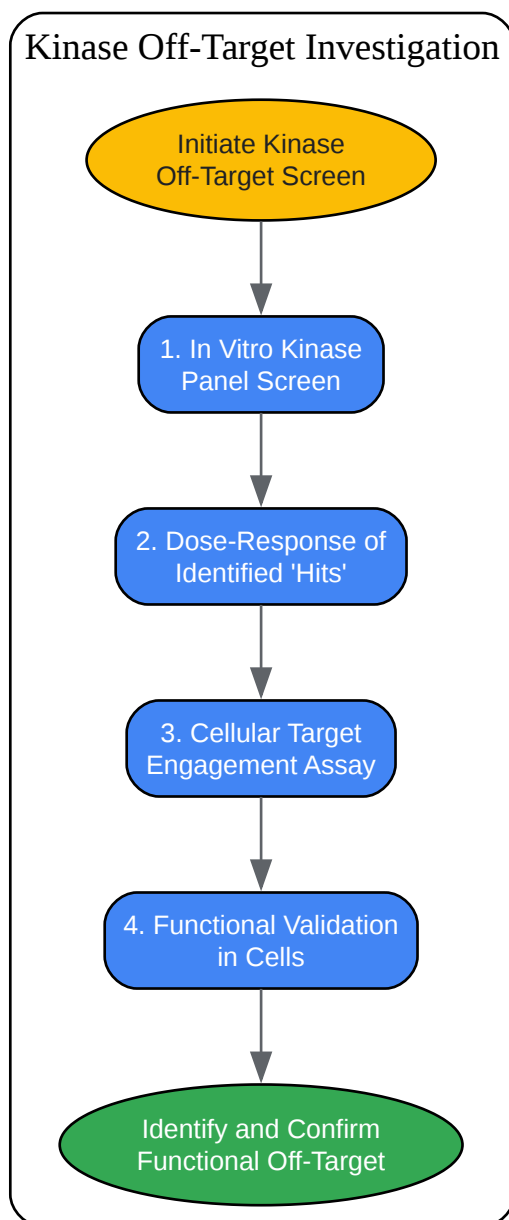 Kinase Off-Target Investigation
Initiate Kinase
Off-Target Screen
1. In Vitro Kinase
Panel Screen
2. Dose-Response of
Identified 'Hits'
3. Cellular Target
Engagement Assay
4. Functional Validation
in Cells
Identify and Confirm
Functional Off-Target